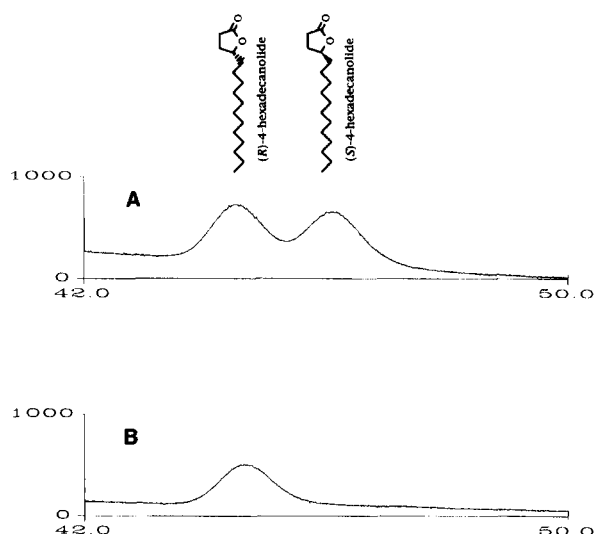 O
O
(R)-4-hexadecanolide
O
O
(S)-4-hexadecanolide
1000
A
0
42.0
50.0
1000
B
0
42.0
50.0